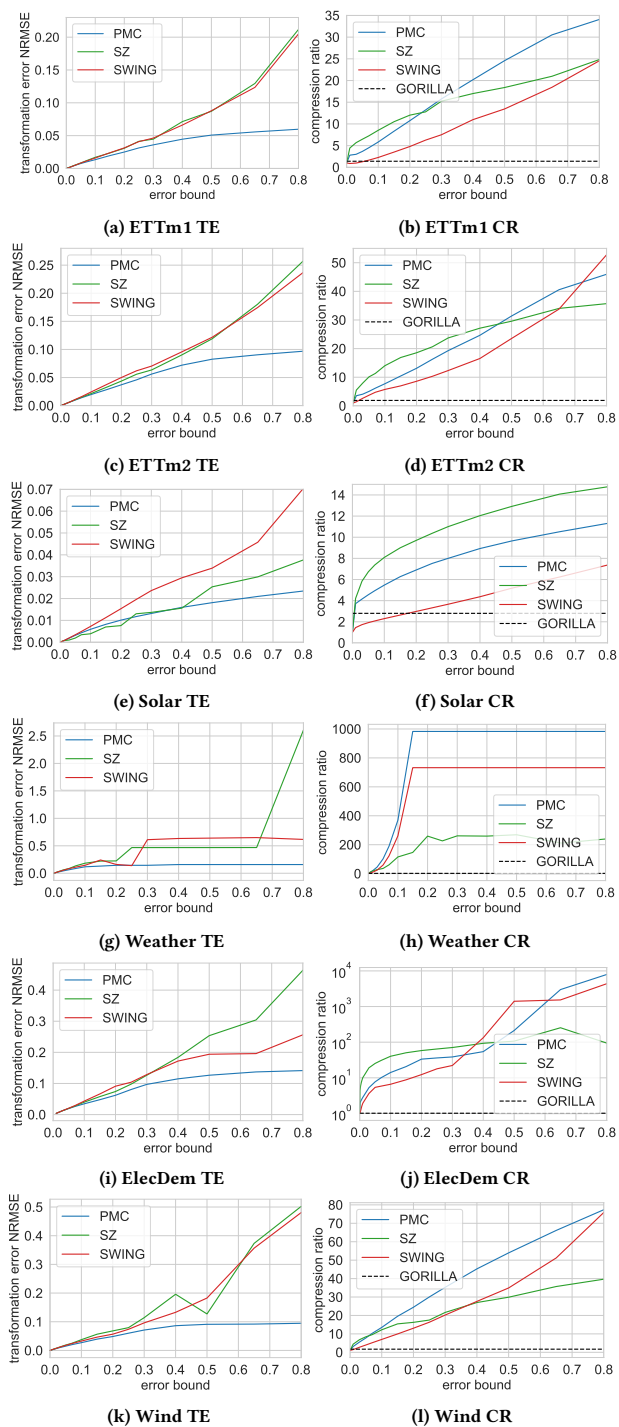 transformation error NRMSE
0.20
0.15
0.10
0.05
0.00
PMC
SZ
SWING
0.0 0.1 0.2 0.3 0.4 0.5 0.6 0.7 0.8
error bound
(a) ETTm1 TE
compression ratio
35
30
25
20
15
10
5
0
PMC
SZ
SWING
GORILLA
0.0 0.1 0.2 0.3 0.4 0.5 0.6 0.7 0.8
error bound
(b) ETTm1 CR
transformation error NRMSE
0.25
0.20
0.15
0.10
0.05
0.00
PMC
SZ
SWING
0.0 0.1 0.2 0.3 0.4 0.5 0.6 0.7 0.8
error bound
(c) ETTm2 TE
compression ratio
50
40
30
20
10
0
PMC
SZ
SWING
GORILLA
0.0 0.1 0.2 0.3 0.4 0.5 0.6 0.7 0.8
error bound
(d) ETTm2 CR
transformation error NRMSE
0.07
0.06
0.05
0.04
0.03
0.02
0.01
0.00
PMC
SZ
SWING
0.0 0.1 0.2 0.3 0.4 0.5 0.6 0.7 0.8
error bound
(e) Solar TE
compression ratio
14
12
10
8
6
4
2
0
PMC
SZ
SWING
GORILLA
0.0 0.1 0.2 0.3 0.4 0.5 0.6 0.7 0.8
error bound
(f) Solar CR
transformation error NRMSE
2.5
2.0
1.5
1.0
0.5
0.0
PMC
SZ
SWING
0.0 0.1 0.2 0.3 0.4 0.5 0.6 0.7 0.8
error bound
(g) Weather TE
compression ratio
1000
800
600
400
200
0
PMC
SZ
SWING
GORILLA
0.0 0.1 0.2 0.3 0.4 0.5 0.6 0.7 0.8
error bound
(h) Weather CR
transformation error NRMSE
0.4
0.3
0.2
0.1
0.0
PMC
SZ
SWING
0.0 0.1 0.2 0.3 0.4 0.5 0.6 0.7 0.8
error bound
(i) ElecDem TE
compression ratio
10⁴
10³
10²
10¹
10⁰
PMC
SZ
SWING
GORILLA
0.0 0.1 0.2 0.3 0.4 0.5 0.6 0.7 0.8
error bound
(j) ElecDem CR
transformation error NRMSE
0.5
0.4
0.3
0.2
0.1
0.0
PMC
SZ
SWING
0.0 0.1 0.2 0.3 0.4 0.5 0.6 0.7 0.8
error bound
(k) Wind TE
compression ratio
80
70
60
50
40
30
20
10
0
PMC
SZ
SWING
GORILLA
0.0 0.1 0.2 0.3 0.4 0.5 0.6 0.7 0.8
error bound
(l) Wind CR